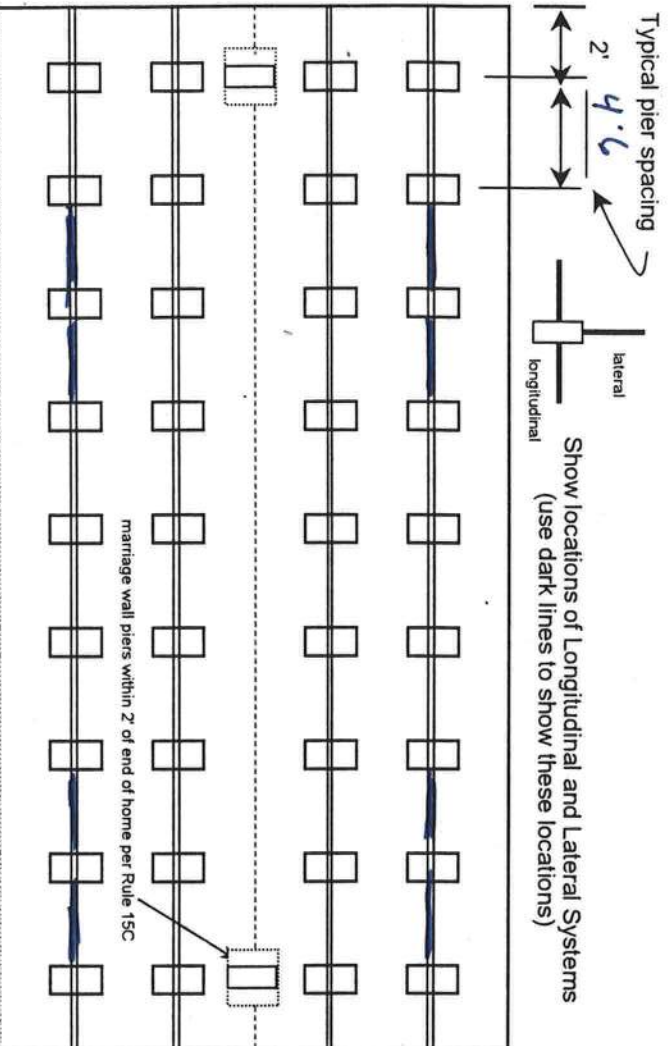 Typical pier spacing
2'
4'6
lateral
longitudinal
Show locations of Longitudinal and Lateral Systems
(use dark lines to show these locations)
marriage wall piers within 2' of end of home per Rule 15C